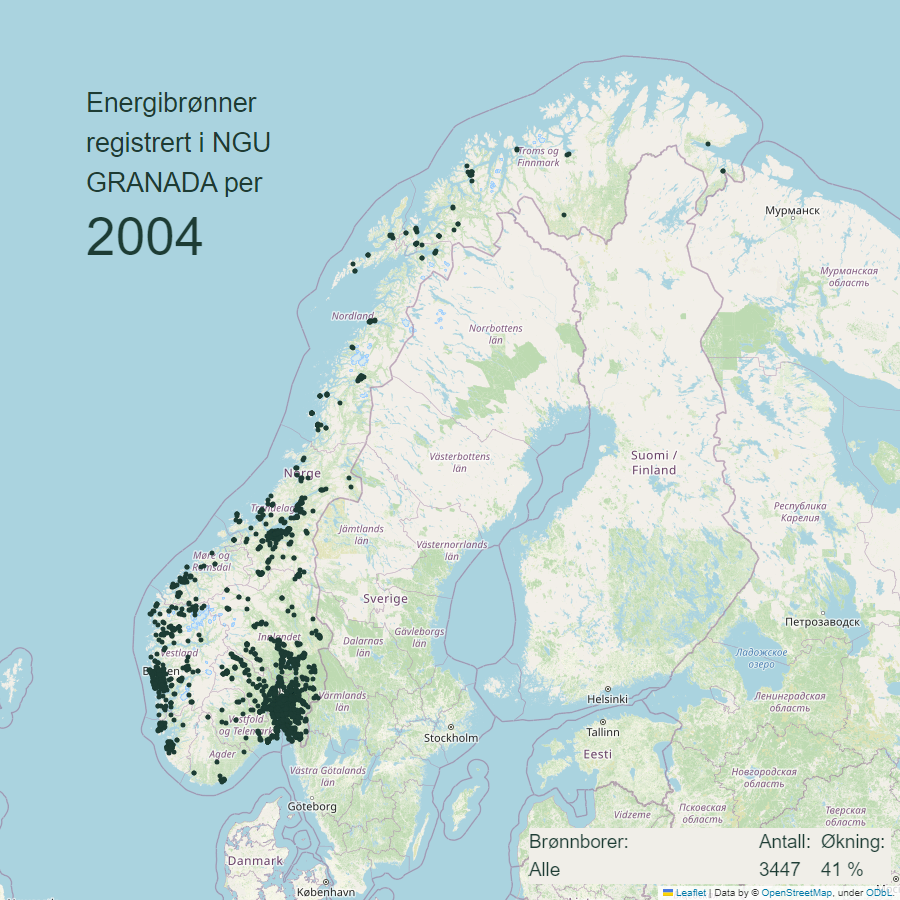 Energibrønner
registrert i NGU
GRANADA per
2004
Troms og
Finnmark
Мурманск
Мурманская
область
Nordland
Norrbottens
län
Västerbottens
län
Suomi /
Finland
Norge
Trøndelag
Республика
Карелия
Jämtlands
län
Västernorrlands
län
Møre og
Romsdal
Sverige
Петрозаводск
Innlandet
Dalarnas
län
Gävleborgs
län
Vestland
Ладожское
озеро
Värmlands
län
Helsinki
Ленинградская
область
Vestfold
og Telemark
Stockholm
Tallinn
Eesti
Agder
Västra Götalands
län
Новгородская
область
Göteborg
Vidzeme
Псковская
область
Тверская
область
Danmark
København
Brønnborer: Antall: Økning:
Alle 3447 41 %
Leaflet | Data by © OpenStreetMap, under ODbL.